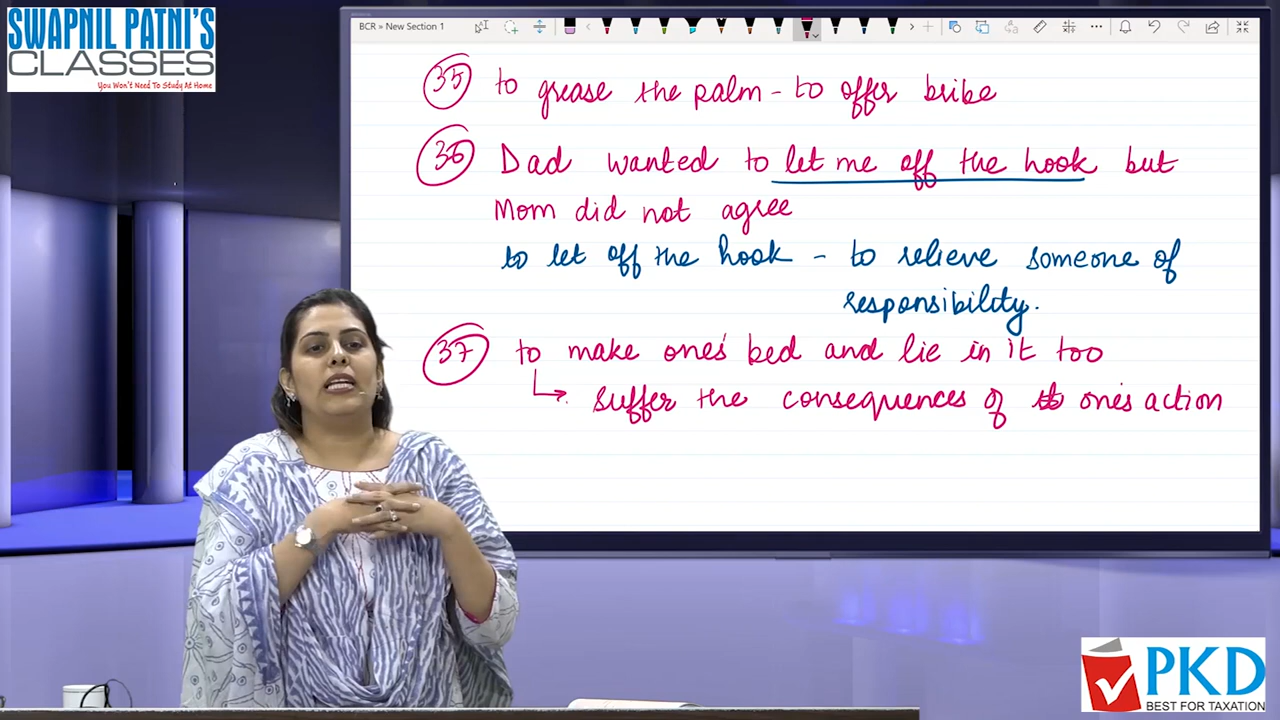 SWAPNIL PATNI'S
CLASSES
You Won't Need To Study At Home
BCR > New Section 1
35 to grease the palm - to offer bribe
36 Dad wanted to let me off the hook but
Mom did not agree
to let off the hook - to relieve someone of
responsibility.
37 to make one's bed and lie in it too
suffer the consequences of one's action
PKD
BEST FOR TAXATION